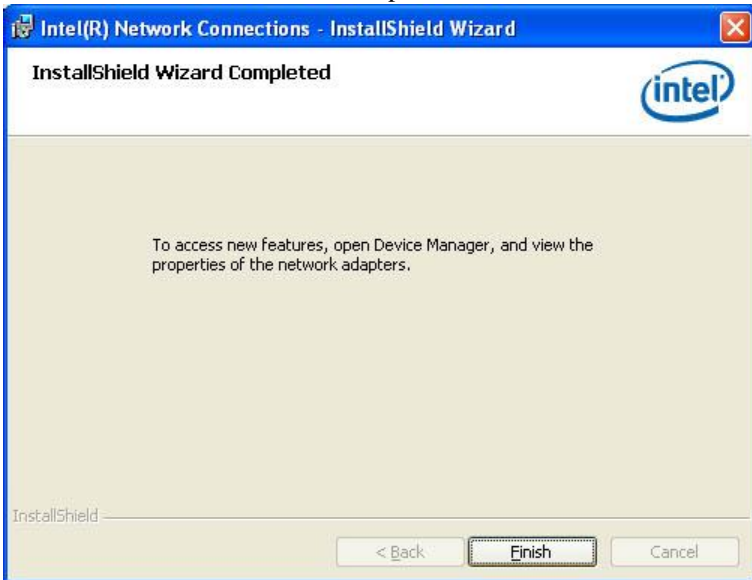 Intel(R) Network Connections - InstallShield Wizard
InstallShield Wizard Completed
intel
To access new features, open Device Manager, and view the
properties of the network adapters.
InstallShield
< Back
Finish
Cancel